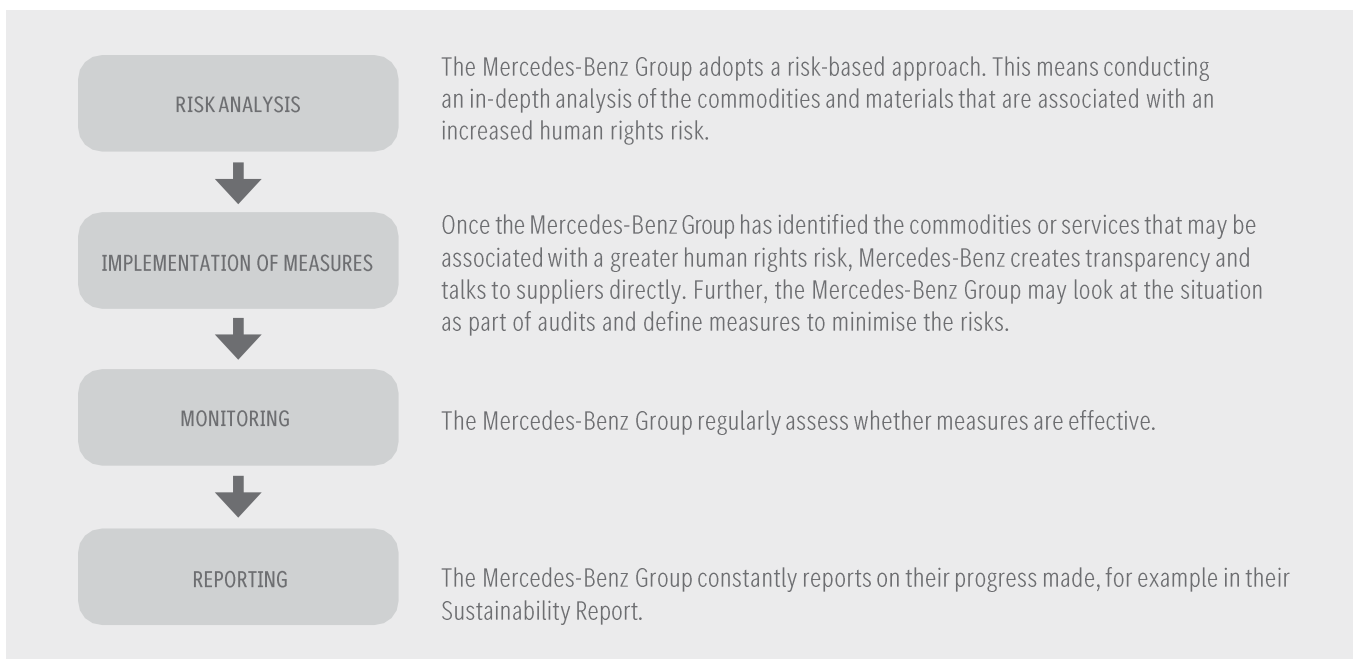 RISK ANALYSIS
The Mercedes-Benz Group adopts a risk-based approach. This means conducting
an in-depth analysis of the commodities and materials that are associated with an
increased human rights risk.
IMPLEMENTATION OF MEASURES
Once the Mercedes-Benz Group has identified the commodities or services that may be
associated with a greater human rights risk, Mercedes-Benz creates transparency and
talks to suppliers directly. Further, the Mercedes-Benz Group may look at the situation
as part of audits and define measures to minimise the risks.
MONITORING
The Mercedes-Benz Group regularly assess whether measures are effective.
REPORTING
The Mercedes-Benz Group constantly reports on their progress made, for example in their
Sustainability Report.